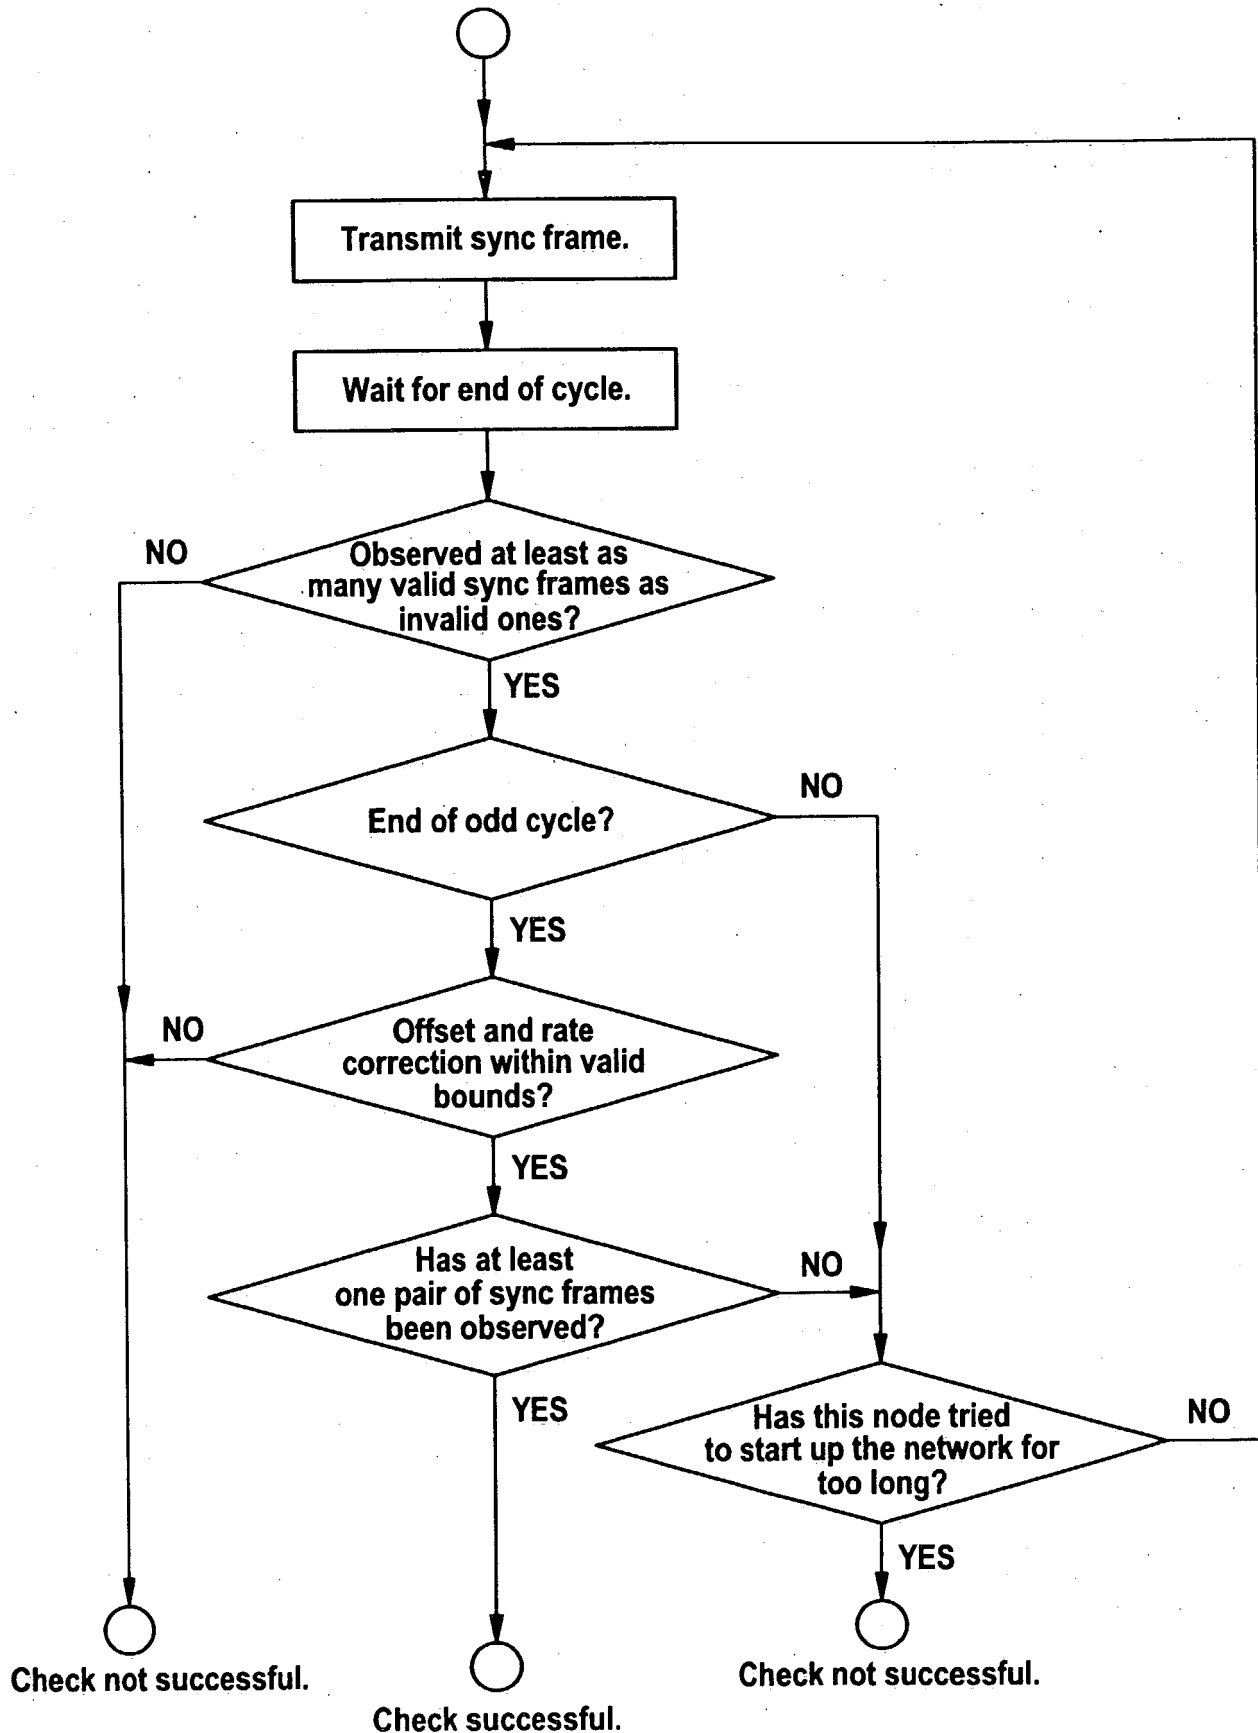 Transmit sync frame.
Wait for end of cycle.
NO
Observed at least as
many valid sync frames as
invalid ones?
YES
End of odd cycle?
NO
YES
NO
Offset and rate
correction within valid
bounds?
YES
Has at least
one pair of sync frames
been observed?
NO
YES
Has this node tried
to start up the network for
too long?
NO
YES
Check not successful.
Check successful.
Check not successful.